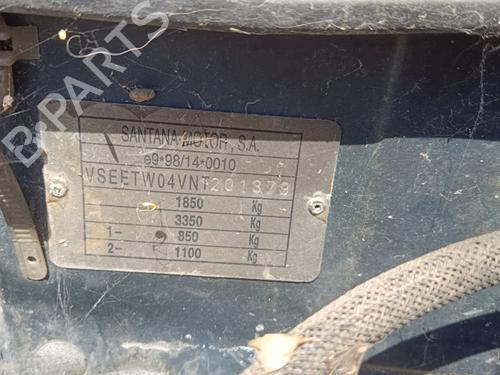 B-PARTS
SANTANA-MOTOR, S.A.
e9*98/14*0010
VSEETW04VNT201379
1850 Kg
3350 Kg
1- 850 Kg
2- 1100 Kg